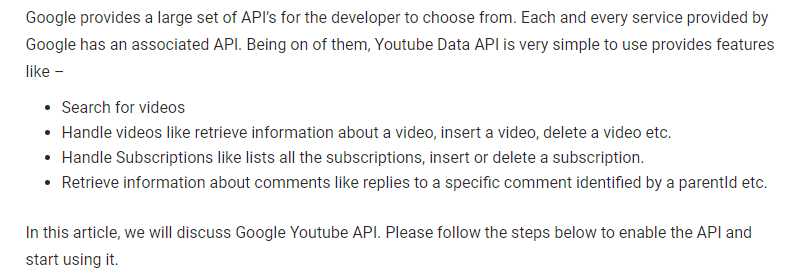 Google provides a large set of API’s for the developer to choose from. Each and every service provided by
Google has an associated API. Being on of them, Youtube Data API is very simple to use provides features
like –
• Search for videos
• Handle videos like retrieve information about a video, insert a video, delete a video etc.
• Handle Subscriptions like lists all the subscriptions, insert or delete a subscription.
• Retrieve information about comments like replies to a specific comment identified by a parentId etc.
In this article, we will discuss Google Youtube API. Please follow the steps below to enable the API and
start using it.